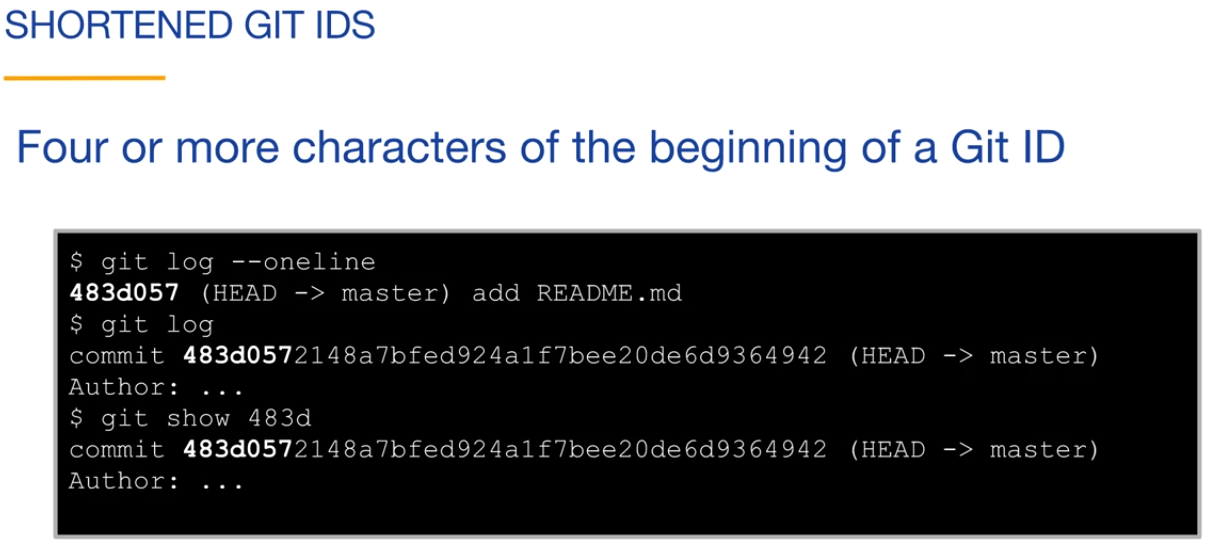 SHORTENED GIT IDS
Four or more characters of the beginning of a Git ID
$ git log --oneline
483d057 (HEAD -> master) add README.md
$ git log
commit 483d0572148a7bfed924a1f7bee20de6d9364942 (HEAD -> master)
Author: ...
$ git show 483d
commit 483d0572148a7bfed924a1f7bee20de6d9364942 (HEAD -> master)
Author: ...